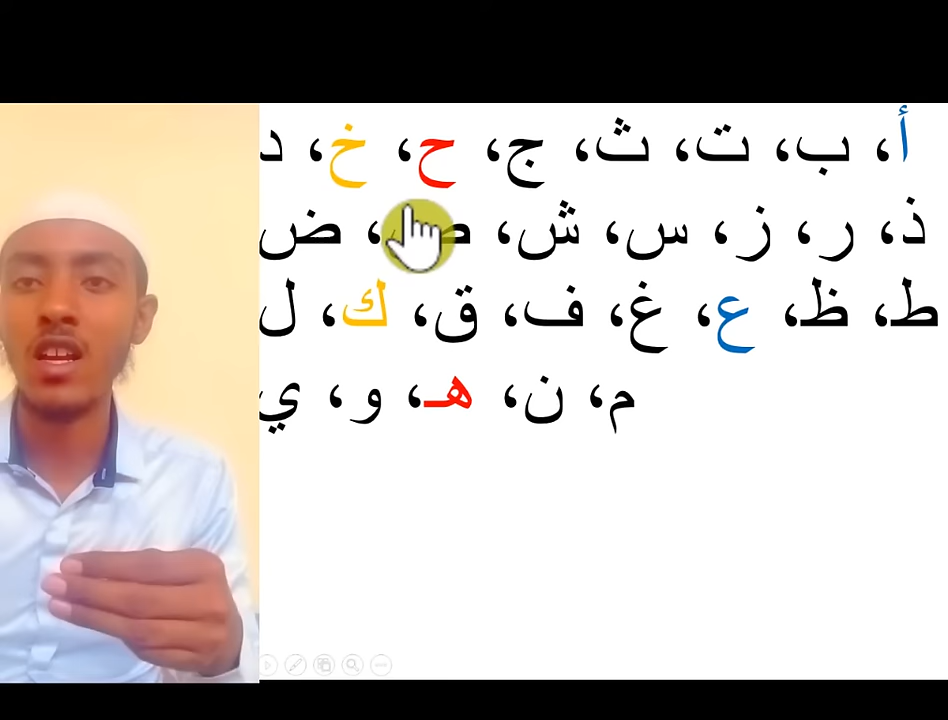 أ، ب، ت، ث، ج، ح، خ، د
ذ، ر، ز، س، ش، ص، ض
ط، ظ، ع، غ، ف، ق، ك، ل
م، ن، هـ، و، ي